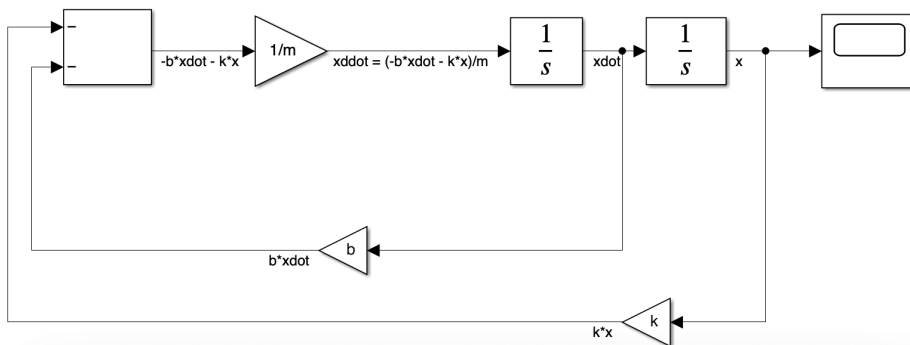 −
−
-b*xdot - k*x
1/m
xddot = (-b*xdot - k*x)/m
1
s
xdot
1
s
x
b
b*xdot
k
k*x